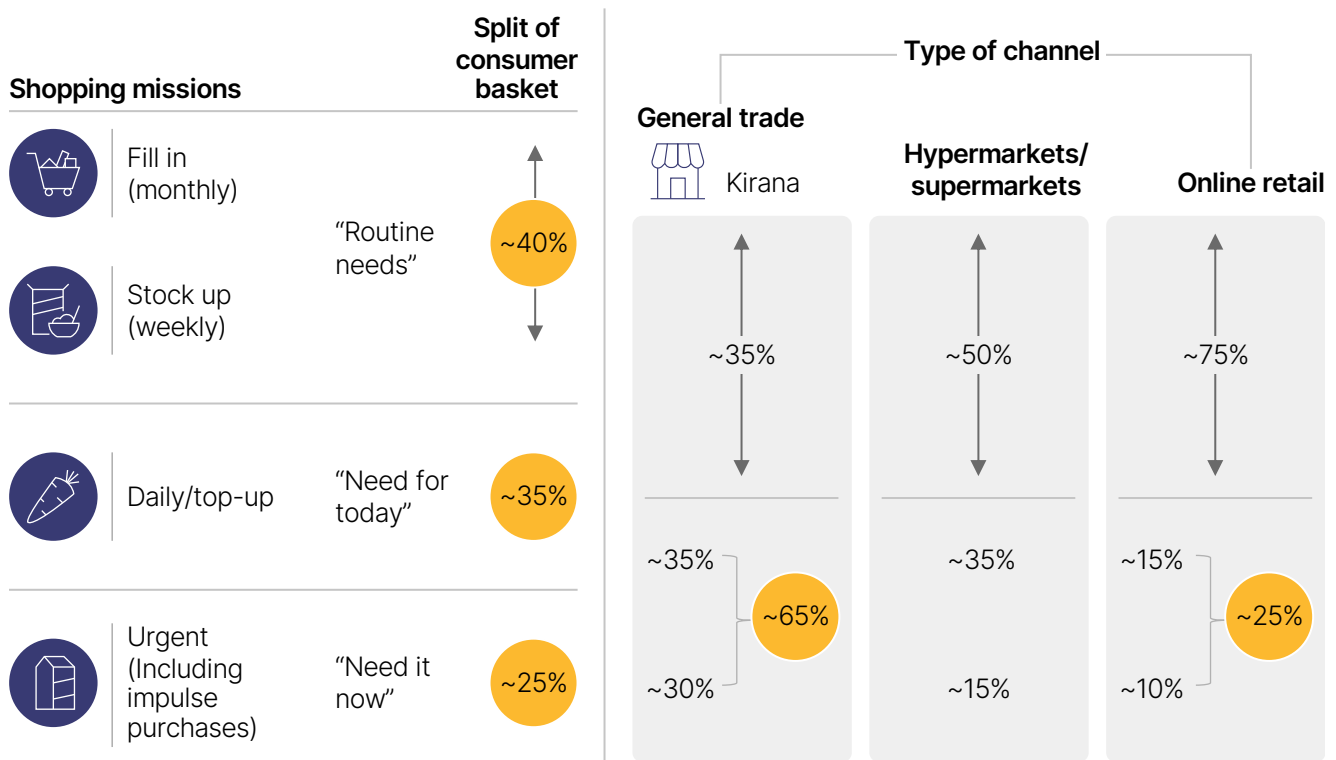 Shopping missions
Split of
consumer
basket
Fill in
(monthly)
Stock up
(weekly)
“Routine
needs”
~40%
Daily/top-up
“Need for
today”
~35%
Urgent
(Including
impulse
purchases)
“Need it
now”
~25%
Type of channel
General trade
Kirana
Hypermarkets/
supermarkets
Online retail
~35%
~50%
~75%
~35%
~65%
~30%
~35%
~15%
~15%
~25%
~10%